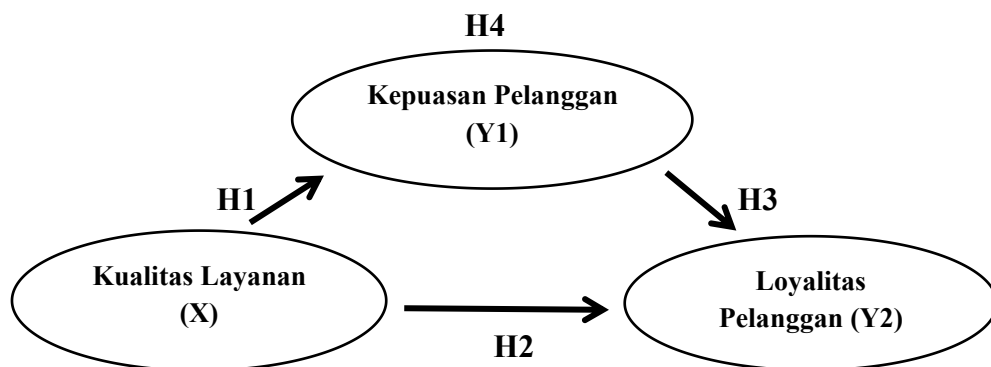 H4
Kepuasan Pelanggan
(Y1)
H1
H3
Kualitas Layanan
(X)
Loyalitas
Pelanggan (Y2)
H2